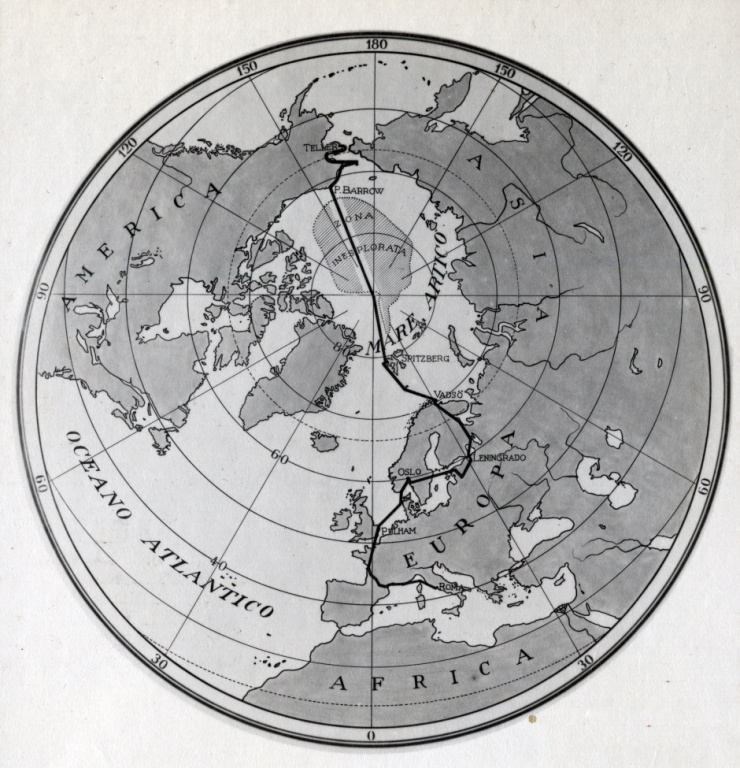 180
150
150
120
120
TELLER
P. BARROW
ASIA
AMERICA
ZONA
INESPLORATA
MARE ARTICO
90
90
80
SPITZBERG
VADSÖ
LENINGRADO
OSLO
60
60
60
PULHAM
EUROPA
OCEANO ATLANTICO
40
ROMA
AFRICA
30
30
0